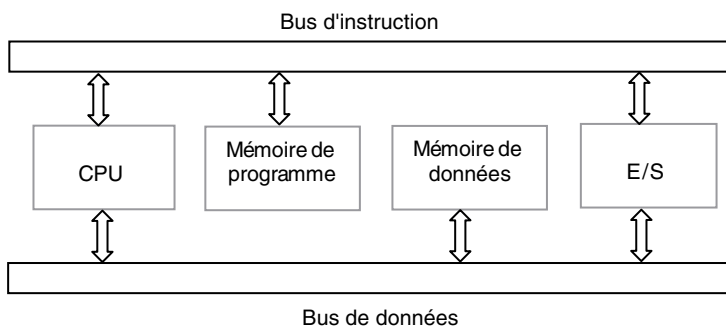 Bus d'instruction
CPU
Mémoire de
programme
Mémoire de
données
E/S
Bus de données